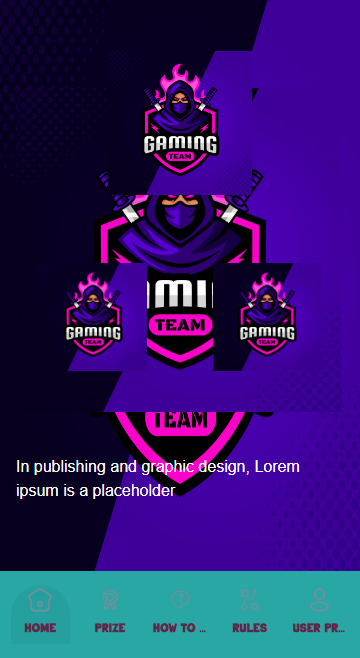 GAMING
TEAM
AMI
TEAM
GAMING
TEAM
GAMING
TEAM
TEAM
In publishing and graphic design, Lorem
ipsum is a placeholder
HOME
PRIZE
HOW TO ...
RULES
USER PR...